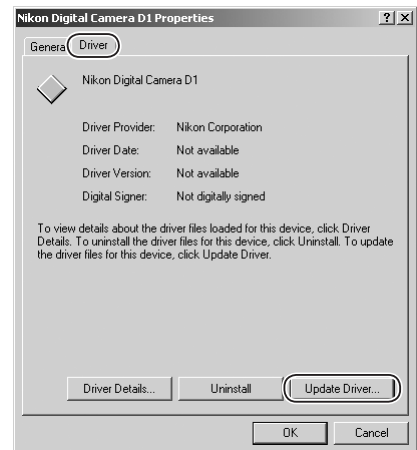 Nikon Digital Camera D1 Properties
General Driver
Nikon Digital Camera D1
Driver Provider: Nikon Corporation
Driver Date: Not available
Driver Version: Not available
Digital Signer: Not digitally signed
To view details about the driver files loaded for this device, click Driver
Details. To uninstall the driver files for this device, click Uninstall. To update
the driver files for this device, click Update Driver.
Driver Details... Uninstall Update Driver...
OK Cancel